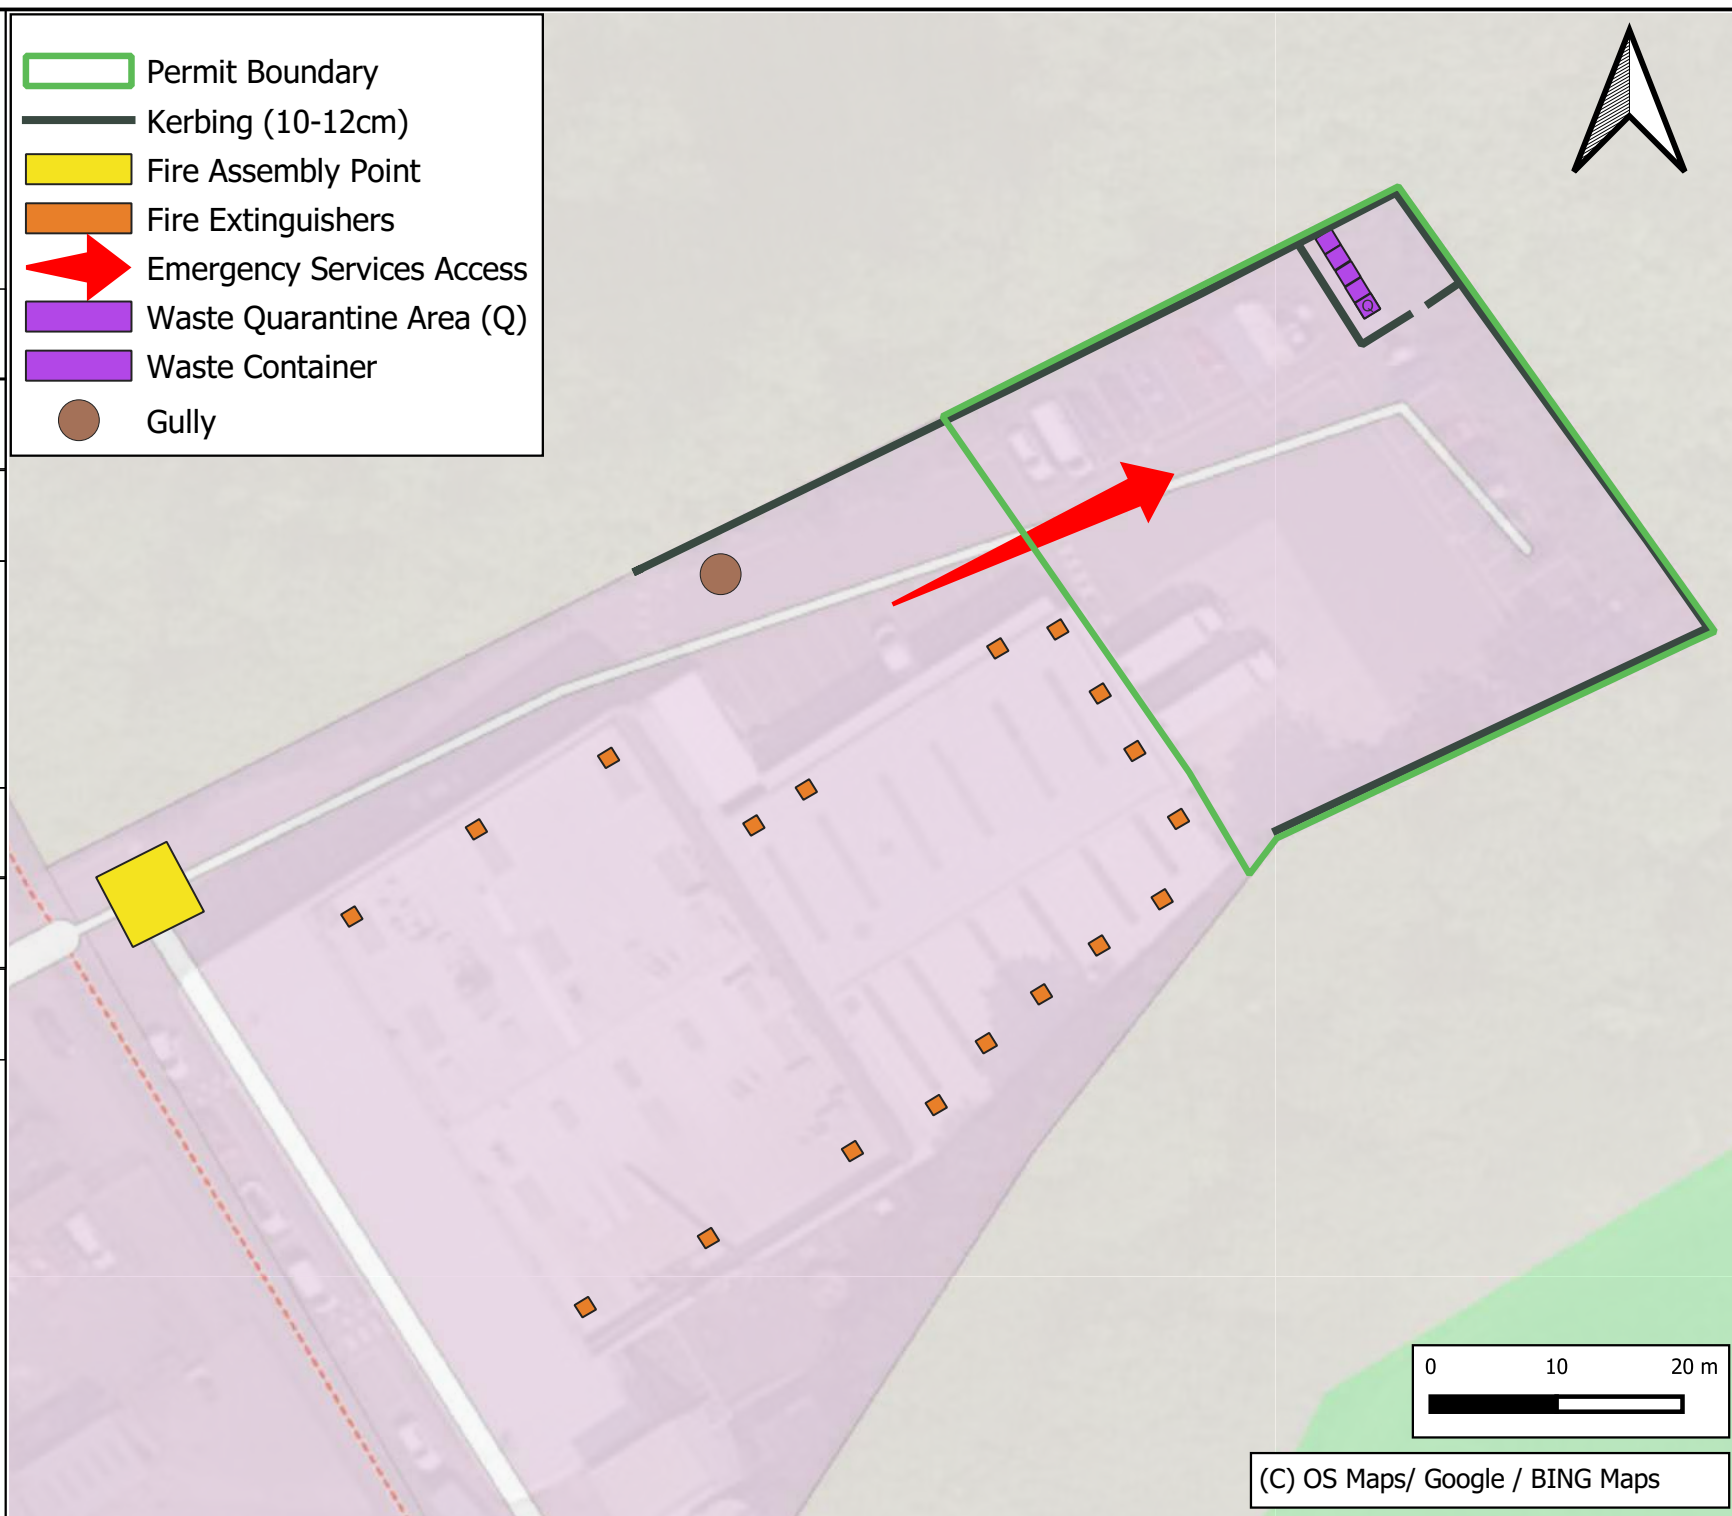 Permit Boundary
Kerbing (10-12cm)
Fire Assembly Point
Fire Extinguishers
Emergency Services Access
Waste Quarantine Area (Q)
Waste Container
Gully
Q
0 10 20 m
(C) OS Maps/ Google / BING Maps